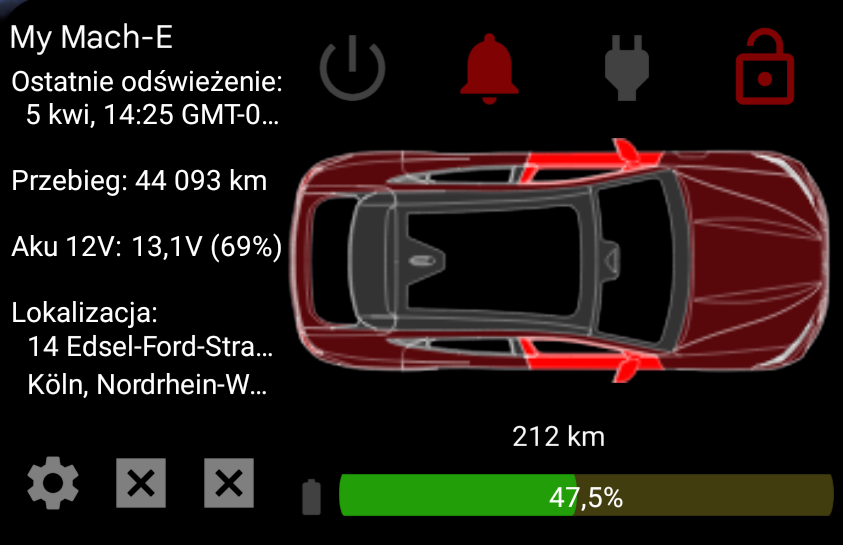 My Mach-E
Ostatnie odświeżenie:
5 kwi, 14:25 GMT-0…
Przebieg: 44 093 km
Aku 12V: 13,1V (69%)
Lokalizacja:
14 Edsel-Ford-Stra…
Köln, Nordrhein-W…
212 km
47,5%